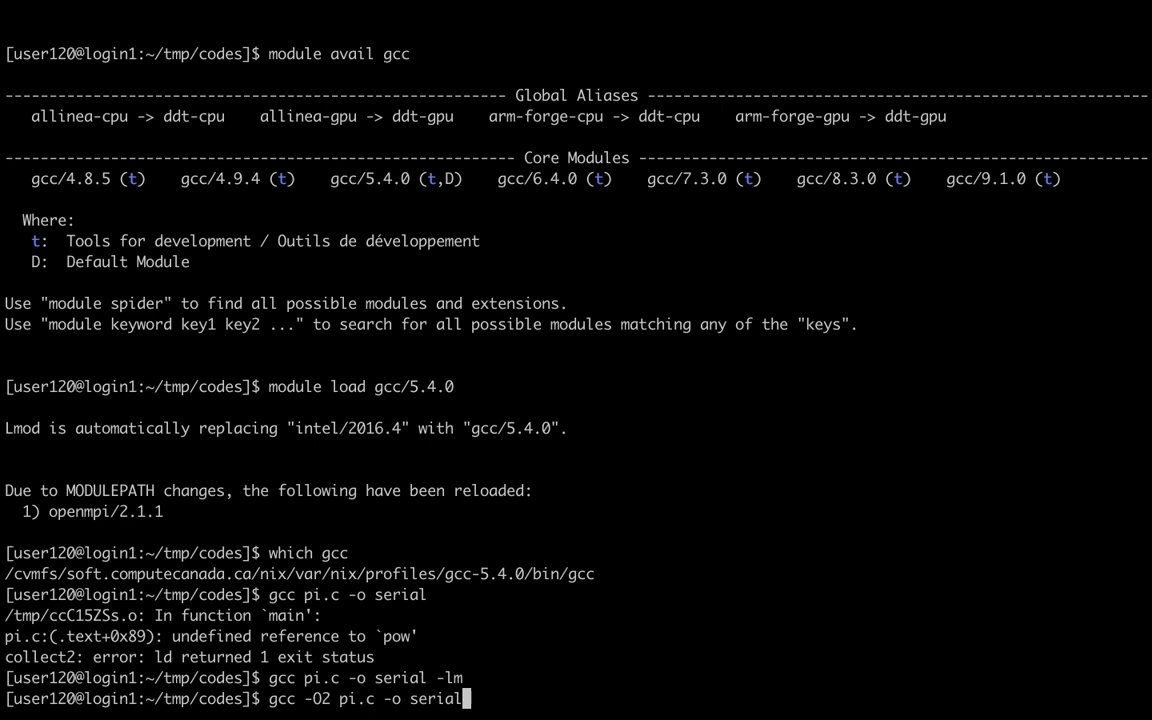 [user120@login1:~/tmp/codes]$ module avail gcc
---------------------------------------------------- Global Aliases ----------------------------------------------------
allinea-cpu -> ddt-cpu    allinea-gpu -> ddt-gpu    arm-forge-cpu -> ddt-cpu    arm-forge-gpu -> ddt-gpu
----------------------------------------------------- Core Modules -----------------------------------------------------
gcc/4.8.5 (t)    gcc/4.9.4 (t)    gcc/5.4.0 (t,D)    gcc/6.4.0 (t)    gcc/7.3.0 (t)    gcc/8.3.0 (t)    gcc/9.1.0 (t)
Where:
t:  Tools for development / Outils de développement
D:  Default Module
Use "module spider" to find all possible modules and extensions.
Use "module keyword key1 key2 ..." to search for all possible modules matching any of the "keys".
[user120@login1:~/tmp/codes]$ module load gcc/5.4.0
Lmod is automatically replacing "intel/2016.4" with "gcc/5.4.0".
Due to MODULEPATH changes, the following have been reloaded:
1) openmpi/2.1.1
[user120@login1:~/tmp/codes]$ which gcc
/cvmfs/soft.computecanada.ca/nix/var/nix/profiles/gcc-5.4.0/bin/gcc
[user120@login1:~/tmp/codes]$ gcc pi.c -o serial
/tmp/ccC15ZSs.o: In function `main':
pi.c:(.text+0x89): undefined reference to `pow'
collect2: error: ld returned 1 exit status
[user120@login1:~/tmp/codes]$ gcc pi.c -o serial -lm
[user120@login1:~/tmp/codes]$ gcc -O2 pi.c -o serial